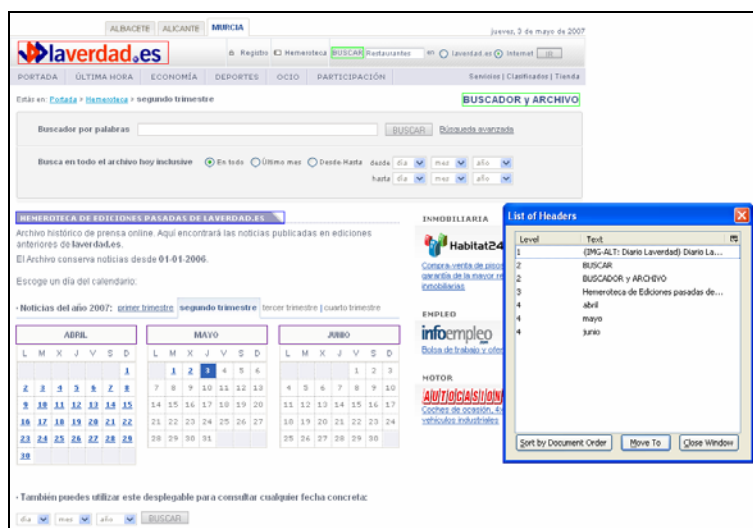 ALBACETE ALICANTE MURCIA
jueves, 3 de mayo de 2007
laverdad.es
Registro Hemeroteca BUSCAR Restaurantes en laverdad.es Internet
PORTADA ÚLTIMA HORA ECONOMÍA DEPORTES OCIO PARTICIPACIÓN Servicios | Clasificados | Tienda
Estás en: Portada > Hemeroteca > segundo trimestre
BUSCADOR y ARCHIVO
Buscador por palabras BUSCAR Búsqueda avanzada
Busca en todo el archivo hoy inclusive En todo Último mes Desde-Hasta desde día mes año
hasta día mes año
HEMEROTECA DE EDICIONES PASADAS DE LAVERDAD.ES
Archivo histórico de prensa online. Aquí encontrará las noticias publicadas en ediciones
anteriores de laverdad.es.
El Archivo conserva noticias desde 01-01-2006.
Escoge un día del calendario:
Noticias del año 2007: primer trimestre segundo trimestre tercer trimestre | cuarto trimestre
ABRIL
L M X J V S D
1
2 3 4 5 6 7 8
9 10 11 12 13 14 15
16 17 18 19 20 21 22
23 24 25 26 27 28 29
30
MAYO
L M X J V S D
1 2 3 4 5 6
7 8 9 10 11 12 13
14 15 16 17 18 19 20
21 22 23 24 25 26 27
28 29 30 31
JUNIO
L M X J V S D
1 2 3
4 5 6 7 8 9 10
11 12 13 14 15 16 17
18 19 20 21 22 23 24
25 26 27 28 29 30
También puedes utilizar este desplegable para consultar cualquier fecha concreta:
día mes año BUSCAR
INMOBILIARIA
Habitat24
Compra-venta de pisos
garantía de la mayor
inmobiliarias
EMPLEO
infoempleo
Bolsa de trabajo y
MOTOR
AUTOCASION
Coches de ocasión,
vehículos industriales
List of Headers
Level Text
1 {IMG-ALT: Diario Laverdad} Diario La...
2 BUSCAR
2 BUSCADOR y ARCHIVO
3 Hemeroteca de Ediciones pasadas de...
4 abril
4 mayo
4 junio
Sort by Document Order Move To Close Window